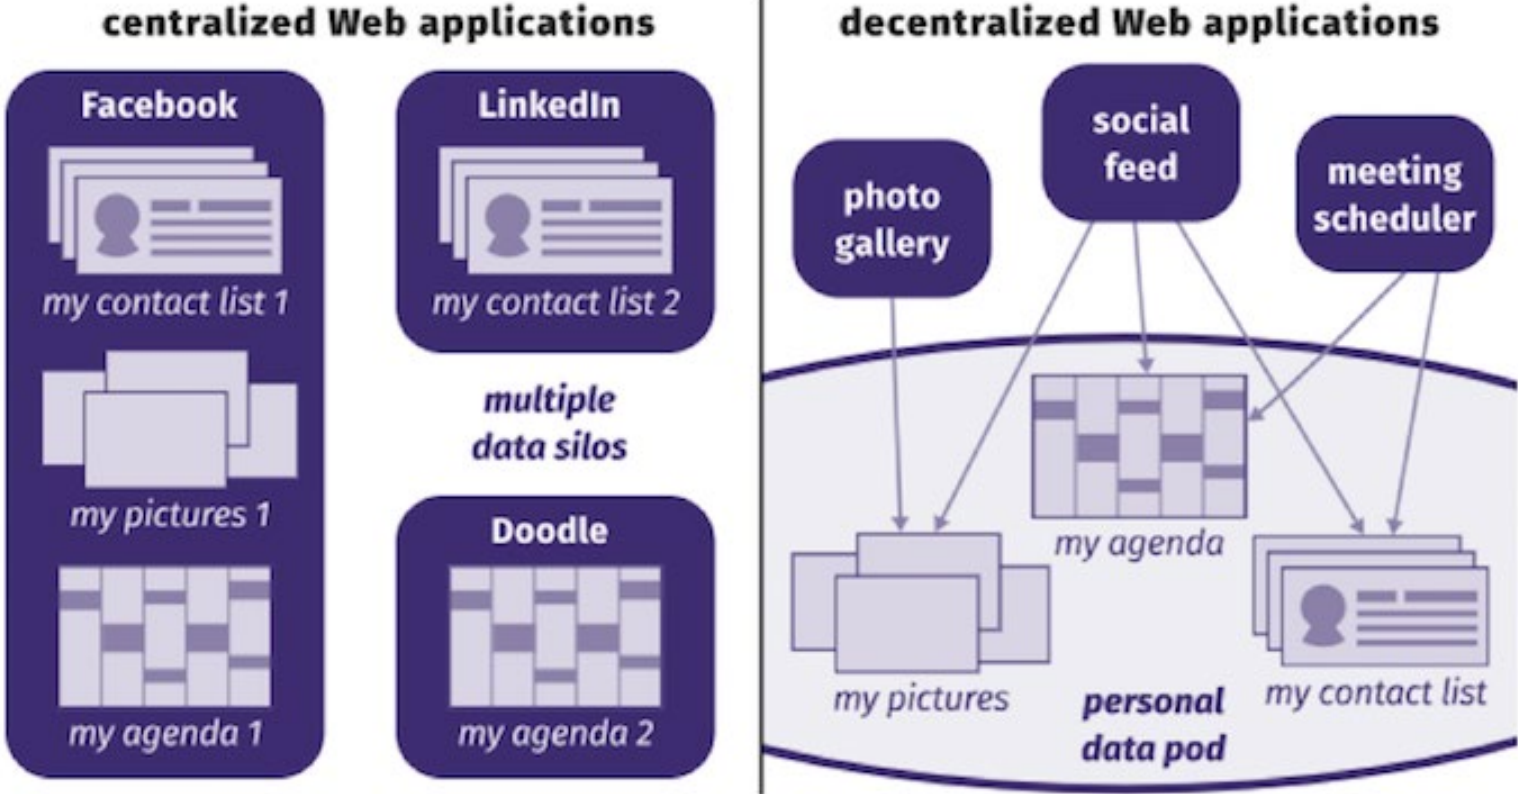 centralized Web applications
Facebook
my contact list 1
my pictures 1
my agenda 1
LinkedIn
my contact list 2
multiple
data silos
Doodle
my agenda 2
decentralized Web applications
photo
gallery
social
feed
meeting
scheduler
my agenda
my pictures
my contact list
personal
data pod